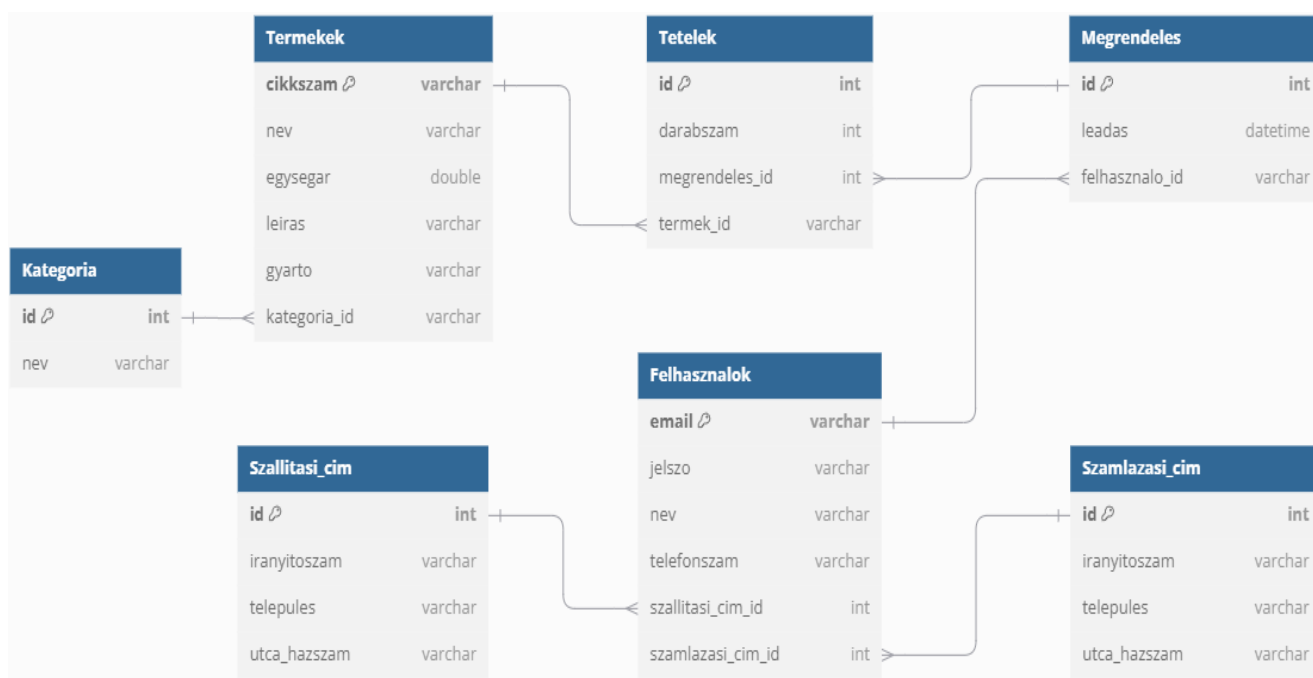 Termekek
cikkszam varchar
nev varchar
egysegar double
leiras varchar
gyarto varchar
kategoria_id varchar
Tetelek
id int
darabszam int
megrendeles_id int
termek_id varchar
Megrendeles
id int
leadas datetime
felhasznalo_id varchar
Kategoria
id int
nev varchar
Felhasznalok
email varchar
jelszo varchar
nev varchar
telefonszam varchar
szallitasi_cim_id int
szamlazasi_cim_id int
Szallitasi_cim
id int
iranyitoszam varchar
telepules varchar
utca_hazszam varchar
Szamlazasi_cim
id int
iranyitoszam varchar
telepules varchar
utca_hazszam varchar